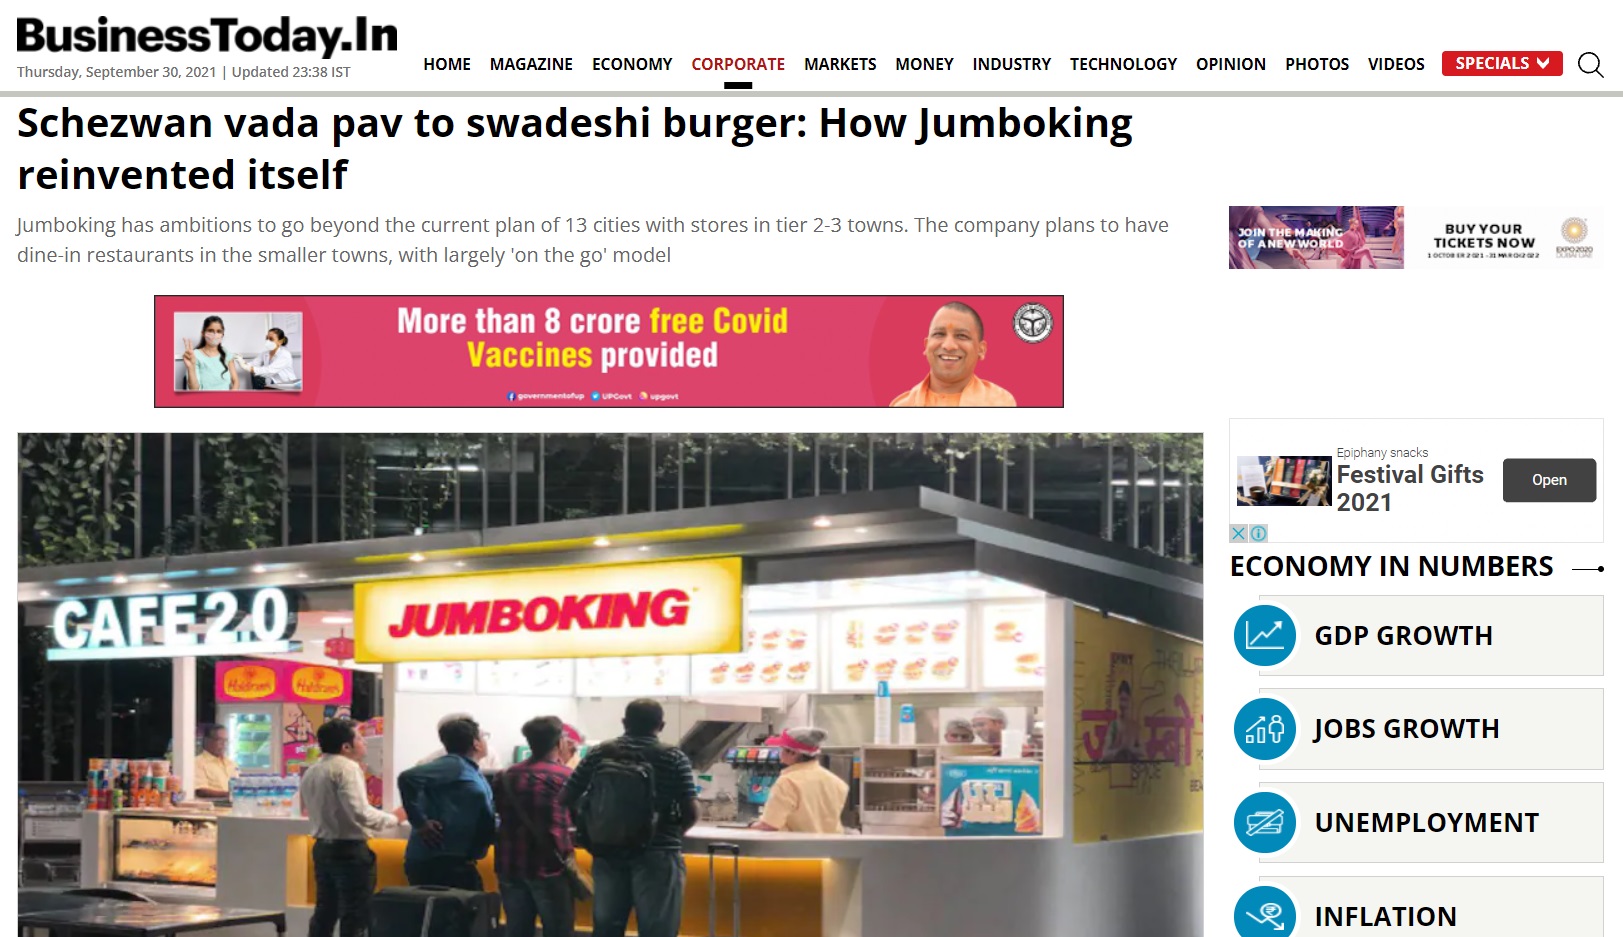 BusinessToday.In
Thursday, September 30, 2021 | Updated 23:38 IST
HOME MAGAZINE ECONOMY CORPORATE MARKETS MONEY INDUSTRY TECHNOLOGY OPINION PHOTOS VIDEOS SPECIALS
Schezwan vada pav to swadeshi burger: How Jumboking
reinvented itself
Jumboking has ambitions to go beyond the current plan of 13 cities with stores in tier 2-3 towns. The company plans to have
dine-in restaurants in the smaller towns, with largely 'on the go' model
JOIN THE MAKING
OF A NEW WORLD
BUY YOUR
TICKETS NOW
1 OCTOBER 2021 - 31 MARCH 2022
EXPO 2020
DUBAI UAE
More than 8 crore free Covid
Vaccines provided
governmentofup UPGovt upgovt
CAFE 2.0
JUMBOKING
Haldiram's Haldiram's
Epiphany snacks
Festival Gifts
2021
Open
ECONOMY IN NUMBERS
GDP GROWTH
JOBS GROWTH
UNEMPLOYMENT
INFLATION